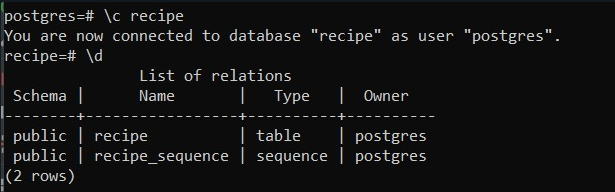 postgres=# \c recipe
You are now connected to database "recipe" as user "postgres".
recipe=# \d
              List of relations
 Schema |      Name       |   Type   |  Owner
--------+-----------------+----------+----------
 public | recipe          | table    | postgres
 public | recipe_sequence | sequence | postgres
(2 rows)